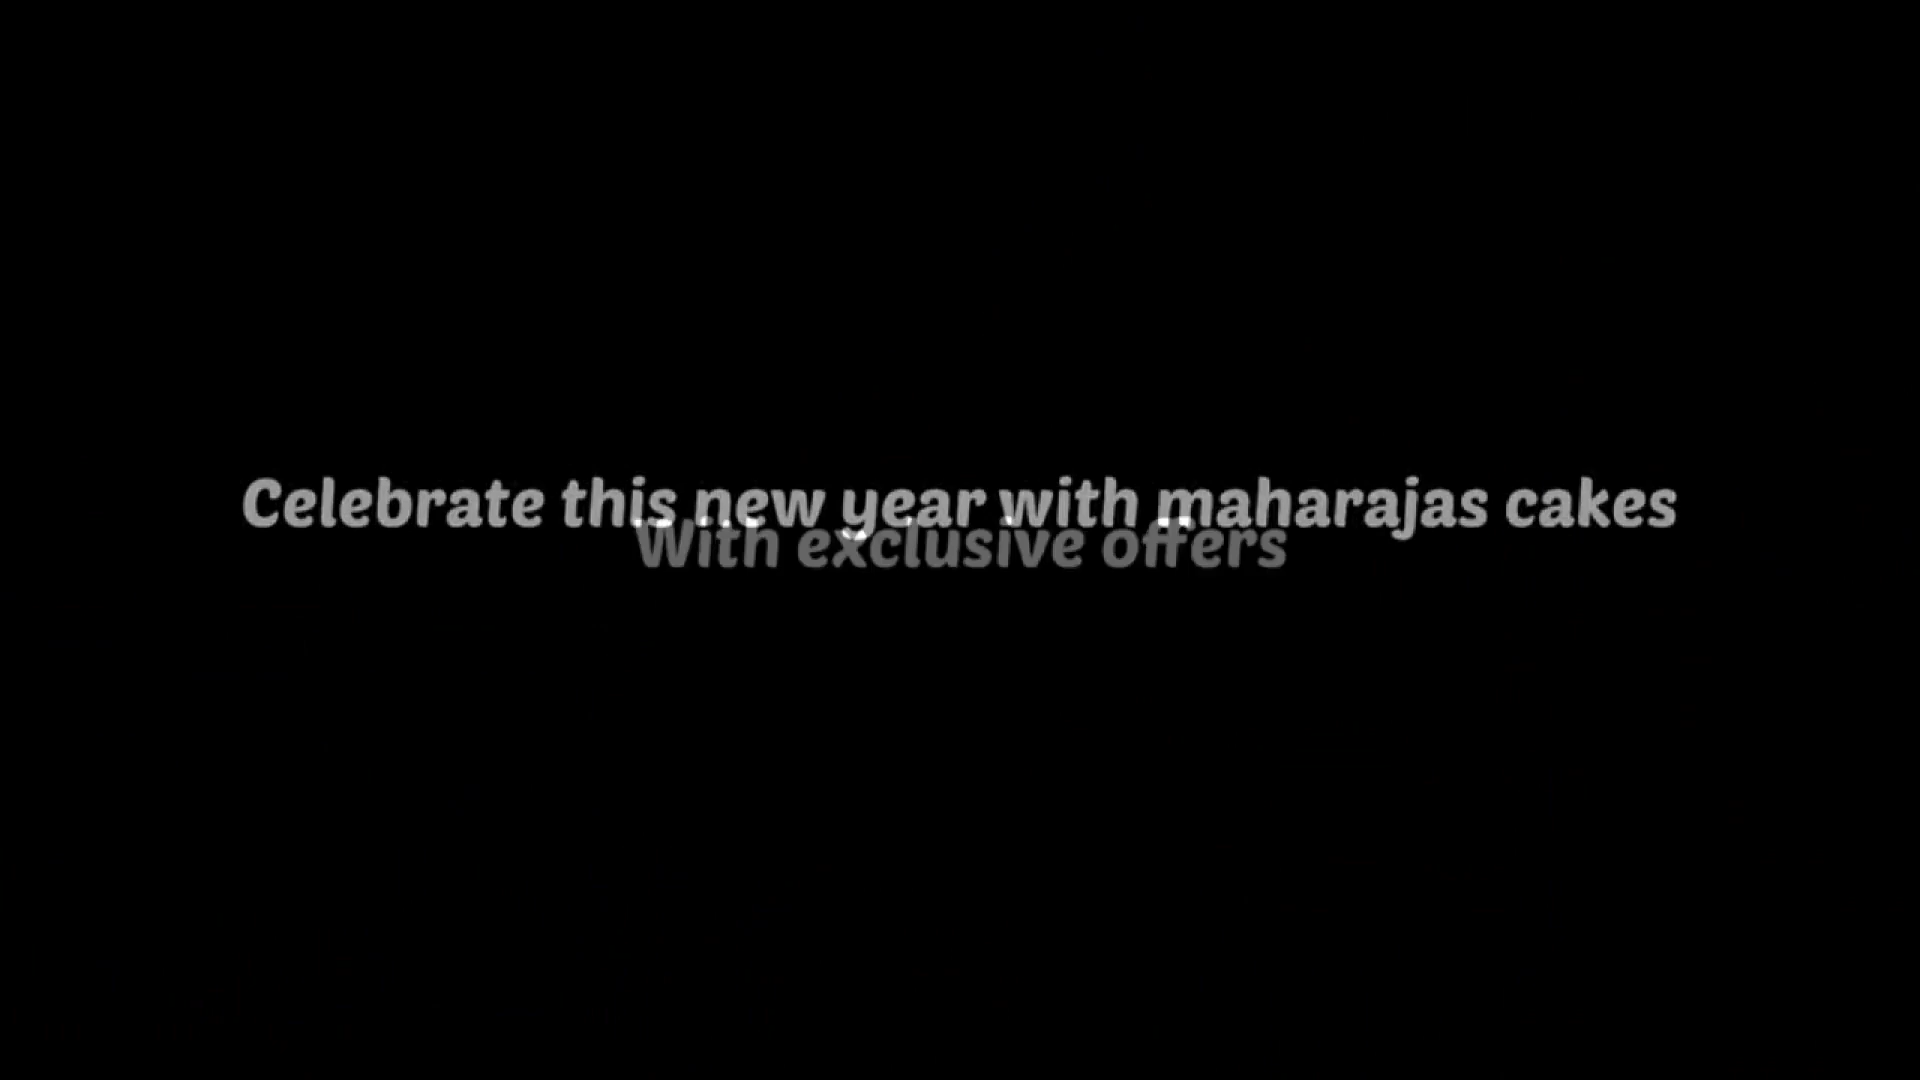 Celebrate this new year with maharajas cakes
With exclusive offers